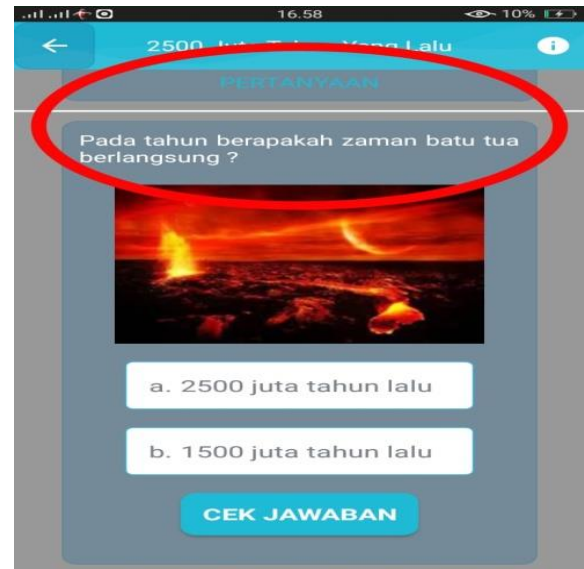 16.58
10%
2500 Juta Tahun Yang Lalu
PERTANYAAN
Pada tahun berapakah zaman batu tua
berlangsung ?
a. 2500 juta tahun lalu
b. 1500 juta tahun lalu
CEK JAWABAN